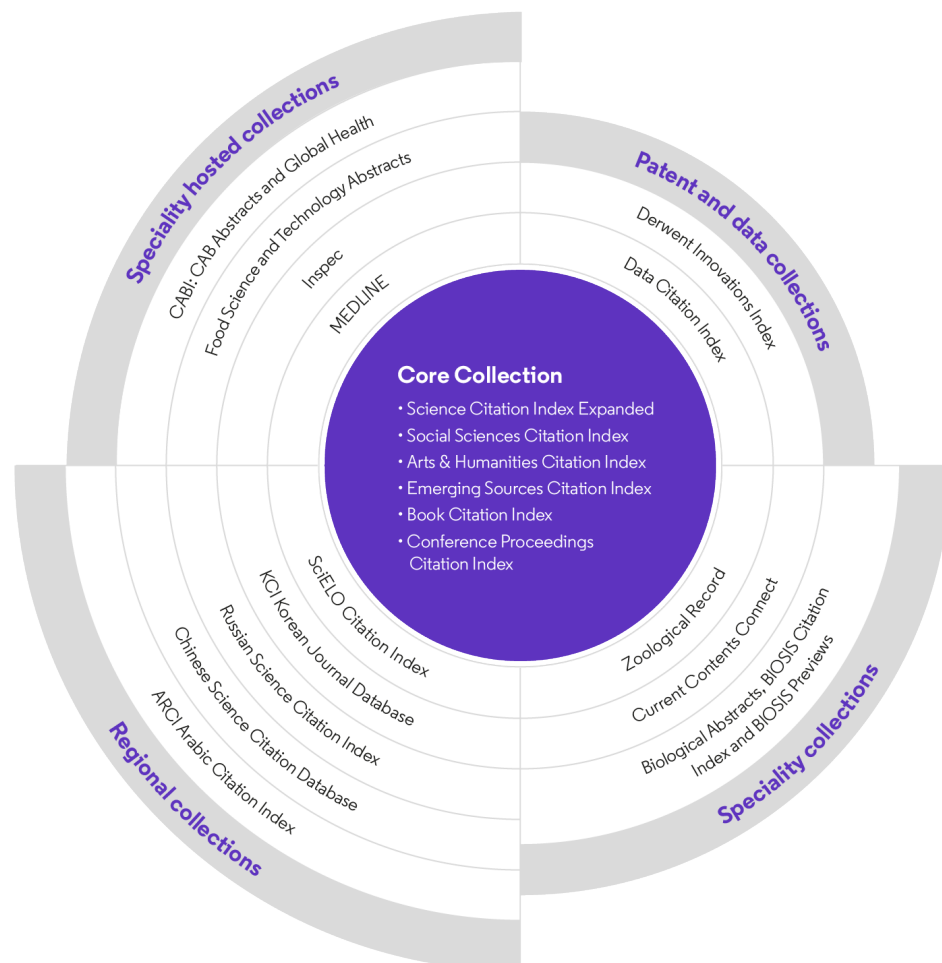 Speciality hosted collections
CABI: CAB Abstracts and Global Health
Food Science and Technology Abstracts
Inspec
MEDLINE
Patent and data collections
Derwent Innovations Index
Data Citation Index
Core Collection
• Science Citation Index Expanded
• Social Sciences Citation Index
• Arts & Humanities Citation Index
• Emerging Sources Citation Index
• Book Citation Index
• Conference Proceedings
Citation Index
SciELO Citation Index
KCI Korean Journal Database
Russian Science Citation Index
Chinese Science Citation Database
ARCI Arabic Citation Index
Regional collections
Zoological Record
Current Contents Connect
Biological Abstracts, BIOSIS Citation
Index and BIOSIS Previews
Speciality collections